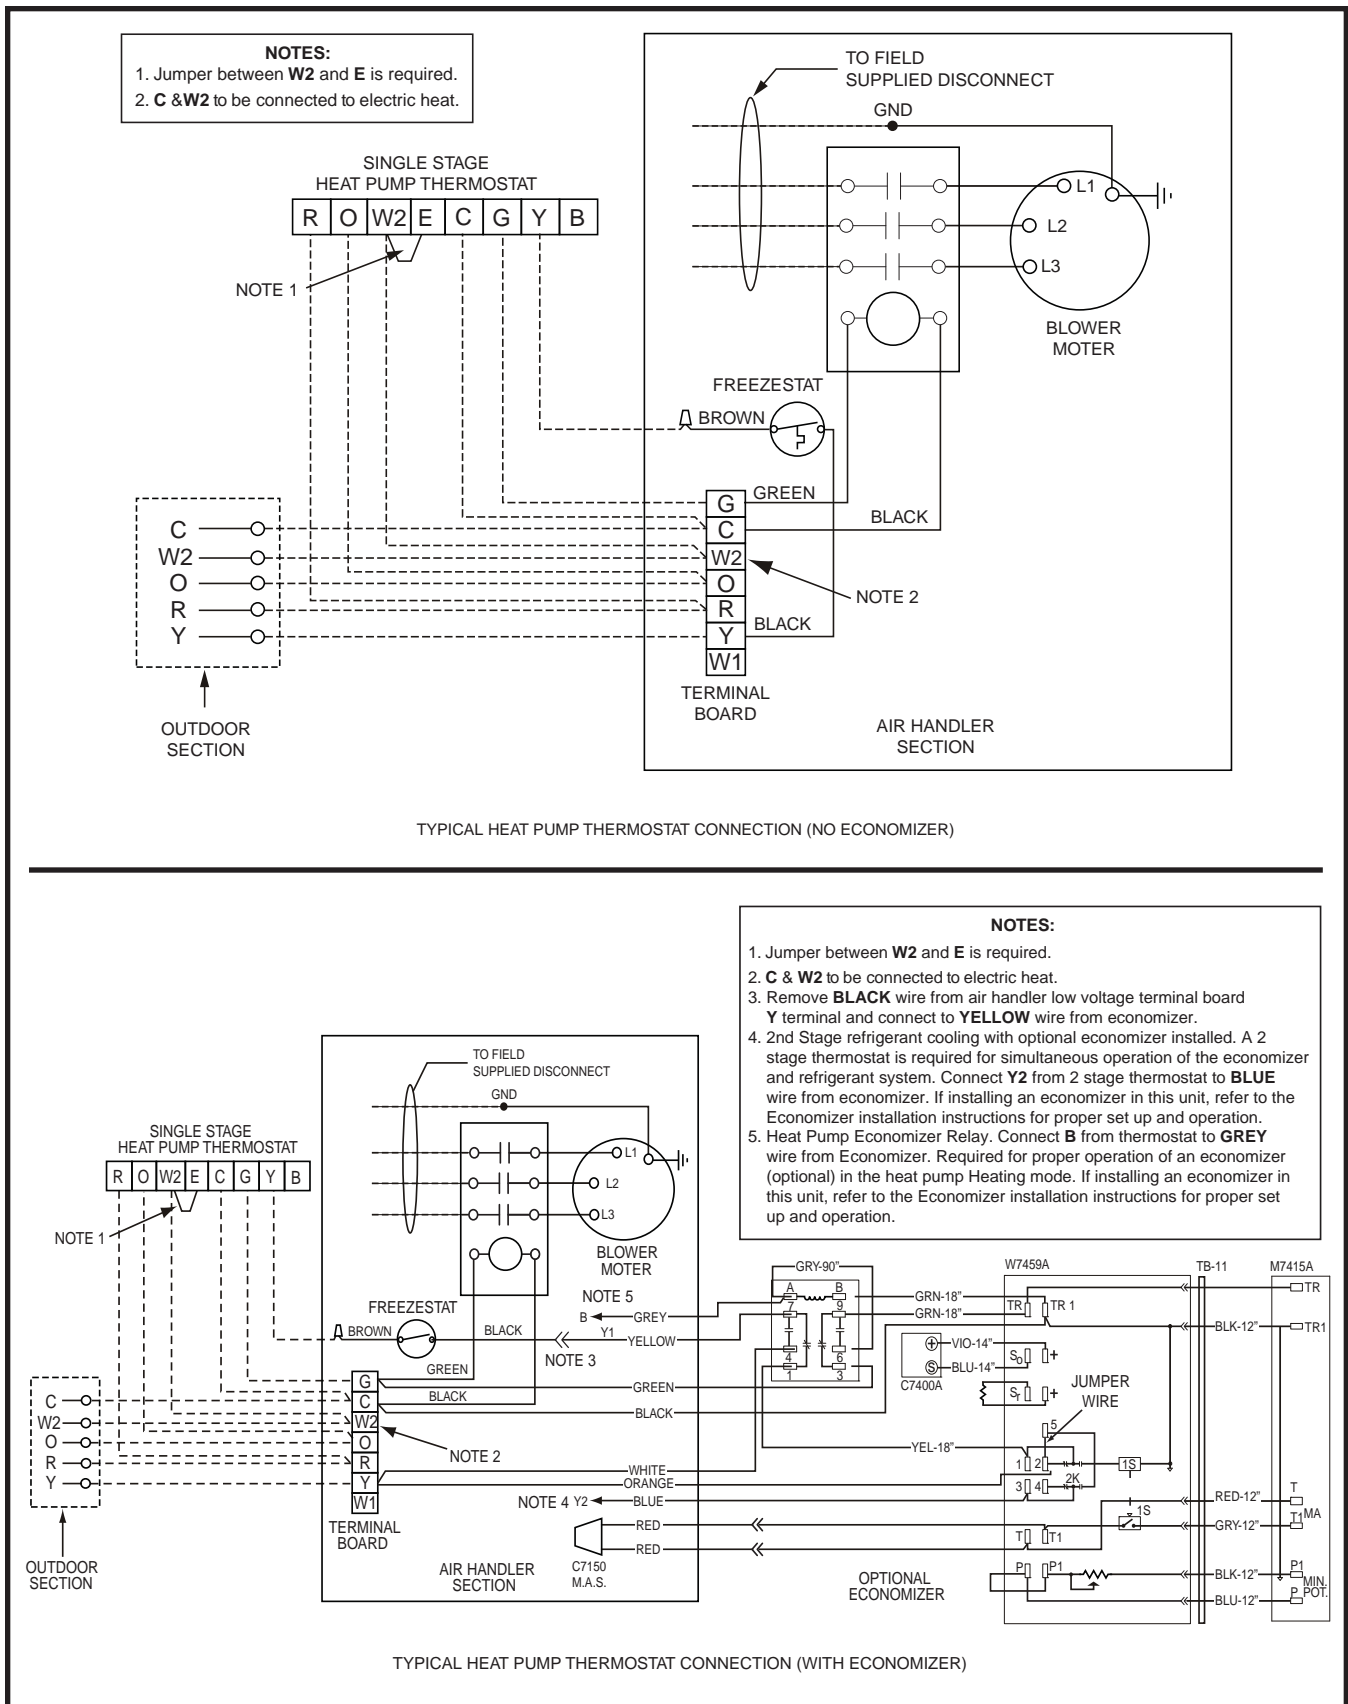 NOTES:
1. Jumper between W2 and E is required.
2. C &W2 to be connected to electric heat.
TO FIELD
SUPPLIED DISCONNECT
GND
SINGLE STAGE
HEAT PUMP THERMOSTAT
R O W2 E C G Y B
NOTE 1
L1
L2
L3
BLOWER
MOTER
FREEZESTAT
BROWN
G
C
W2
O
R
Y
W1
GREEN
BLACK
NOTE 2
BLACK
TERMINAL
BOARD
C
W2
O
R
Y
OUTDOOR
SECTION
AIR HANDLER
SECTION
TYPICAL HEAT PUMP THERMOSTAT CONNECTION (NO ECONOMIZER)
NOTES:
1. Jumper between W2 and E is required.
2. C & W2 to be connected to electric heat.
3. Remove BLACK wire from air handler low voltage terminal board
Y terminal and connect to YELLOW wire from economizer.
4. 2nd Stage refrigerant cooling with optional economizer installed. A 2
stage thermostat is required for simultaneous operation of the economizer
and refrigerant system. Connect Y2 from 2 stage thermostat to BLUE
wire from economizer. If installing an economizer in this unit, refer to the
Economizer installation instructions for proper set up and operation.
5. Heat Pump Economizer Relay. Connect B from thermostat to GREY
wire from Economizer. Required for proper operation of an economizer
(optional) in the heat pump Heating mode. If installing an economizer in
this unit, refer to the Economizer installation instructions for proper set
up and operation.
TO FIELD
SUPPLIED DISCONNECT
GND
SINGLE STAGE
HEAT PUMP THERMOSTAT
R O W2 E C G Y B
NOTE 1
L1
L2
L3
BLOWER
MOTER
FREEZESTAT
BROWN
BLACK
NOTE 5
B
GREY
Y1
YELLOW
NOTE 3
GREEN
BLACK
G
C
W2
O
R
Y
W1
TERMINAL
BOARD
NOTE 2
GREEN
BLACK
WHITE
ORANGE
NOTE 4 Y2
BLUE
RED
RED
C7150
M.A.S.
C
W2
O
R
Y
OUTDOOR
SECTION
AIR HANDLER
SECTION
GRY-90"
A
B
7
9
4
6
1
3
GRN-18"
GRN-18"
VIO-14"
BLU-14"
+
S
C7400A
YEL-18"
W7459A
TR
TR 1
SO
+
ST
+
JUMPER
WIRE
5
1
2
1S
3
4
2K
1S
T
T1
P
P1
OPTIONAL
ECONOMIZER
TB-11
M7415A
TR
BLK-12"
TR1
RED-12"
T
GRY-12"
T1
MA
BLK-12"
P1
MIN.
BLU-12"
P
POT.
TYPICAL HEAT PUMP THERMOSTAT CONNECTION (WITH ECONOMIZER)